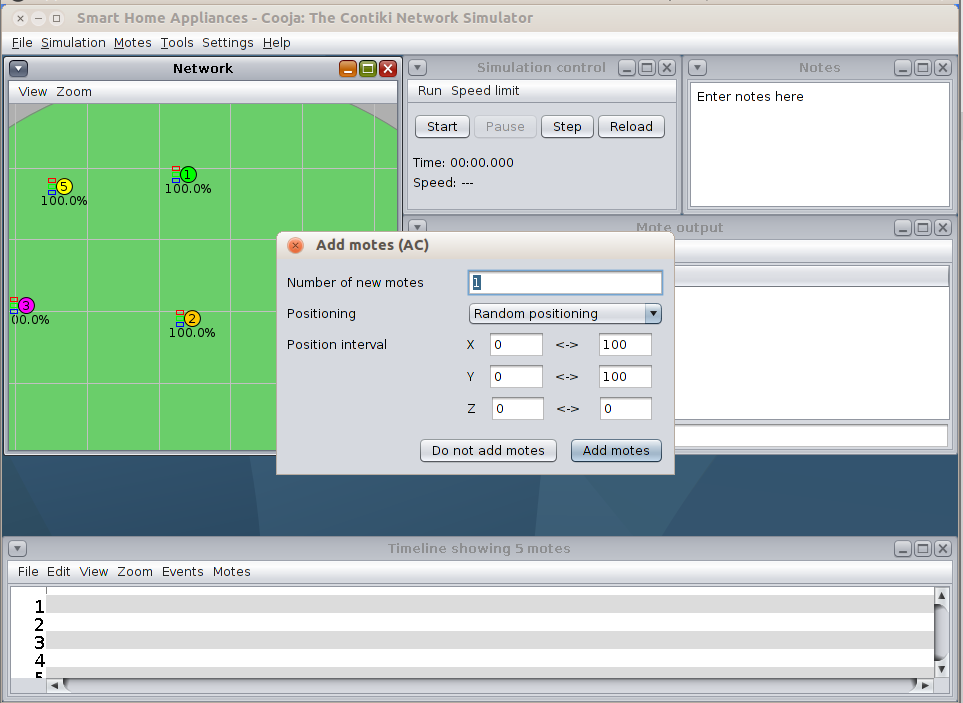 Smart Home Appliances - Cooja: The Contiki Network Simulator
File Simulation Motes Tools Settings Help
Network
View Zoom
5
100.0%
1
100.0%
3
00.0%
2
100.0%
Simulation control
Run Speed limit
Start Pause Step Reload
Time: 00:00.000
Speed: ---
Notes
Enter notes here
Mote output
Add motes (AC)
Number of new motes 1
Positioning Random positioning
Position interval X 0 <-> 100
Y 0 <-> 100
Z 0 <-> 0
Do not add motes Add motes
Timeline showing 5 motes
File Edit View Zoom Events Motes
1
2
3
4
5